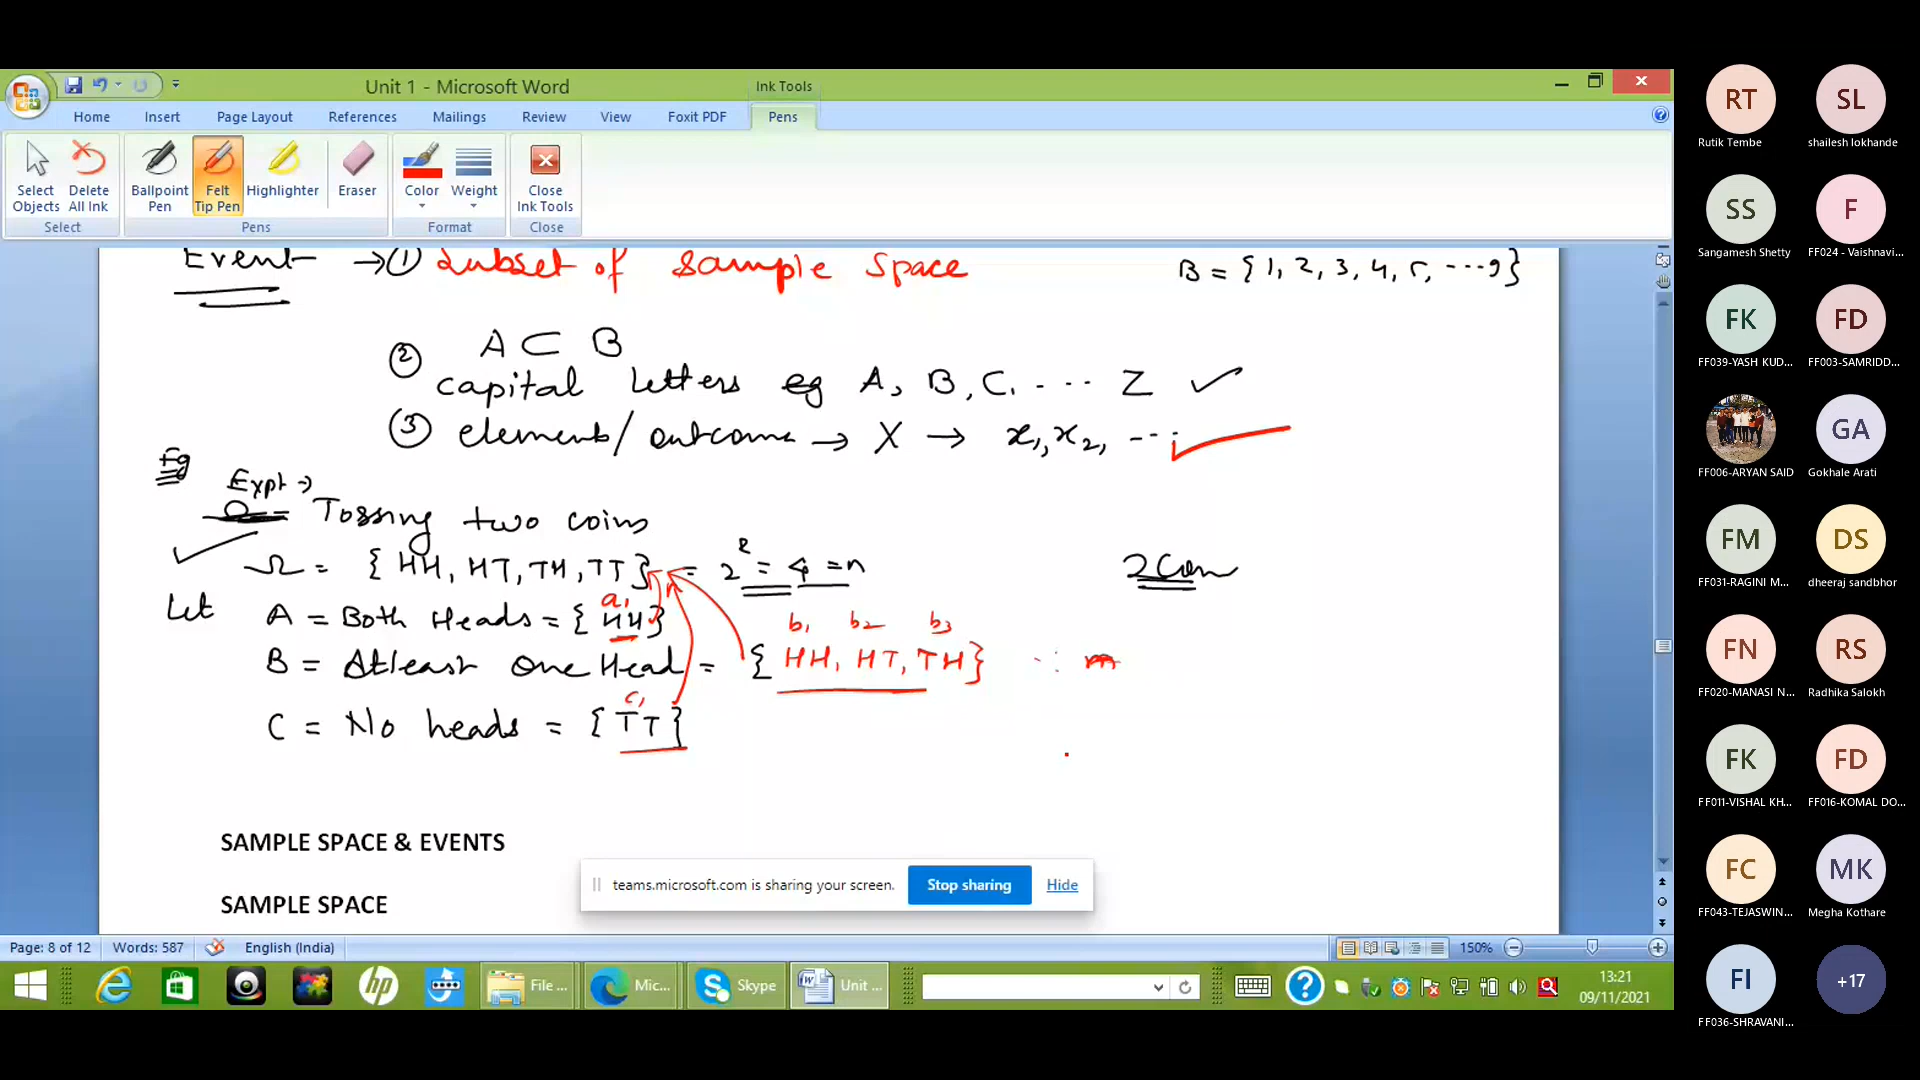 Unit 1 - Microsoft Word
Ink Tools
Home Insert Page Layout References Mailings Review View Foxit PDF Pens
Select Objects
Delete All Ink
Ballpoint Pen
Felt Tip Pen
Highlighter
Eraser
Color
Weight
Close Ink Tools
Select Pens Format Close
Event → ① Subset of Sample Space
B = {1, 2, 3, 4, 5, ---9}
② A ⊂ B
capital letters eg A, B, C, --- Z ✓
③ element/outcome → X → x1, x2, --- ✓
Eg
Expt →
Tossing two coins
✓ Ω = {HH, HT, TH, TT} = 2² = 4 = n
2 Coin
Let
a1
A = Both Heads = {HH}
b1 b2 b3
B = Atleast One Head = {HH, HT, TH} m
c1
C = No heads = {TT}
SAMPLE SPACE & EVENTS
SAMPLE SPACE
teams.microsoft.com is sharing your screen. Stop sharing Hide
Page: 8 of 12 Words: 587 English (India) 150%
File ... Mic... Skype Unit ...
13:21
09/11/2021
RT SL
Rutik Tembe shailesh lokhande
SS F
Sangamesh Shetty FF024 - Vaishnavi...
FK FD
FF039-YASH KUD... FF003-SAMRIDD...
GA
FF006-ARYAN SAID Gokhale Arati
FM DS
FF031-RAGINI M... dheeraj sandbhor
FN RS
FF020-MANASI N... Radhika Salokh
FK FD
FF011-VISHAL KH... FF016-KOMAL DO...
FC MK
FF043-TEJASWIN... Megha Kothare
FI +17
FF036-SHRAVANI...